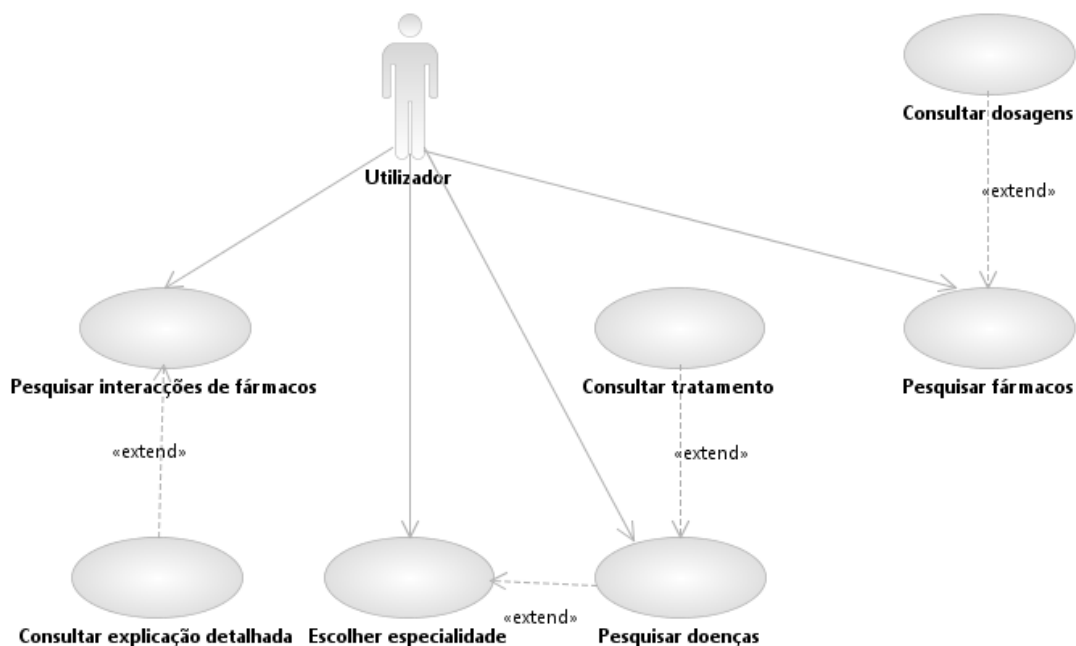 Consultar dosagens
Utilizador
«extend»
Pesquisar interacções de fármacos
Consultar tratamento
Pesquisar fármacos
«extend»
«extend»
«extend»
Consultar explicação detalhada
Escolher especialidade
Pesquisar doenças